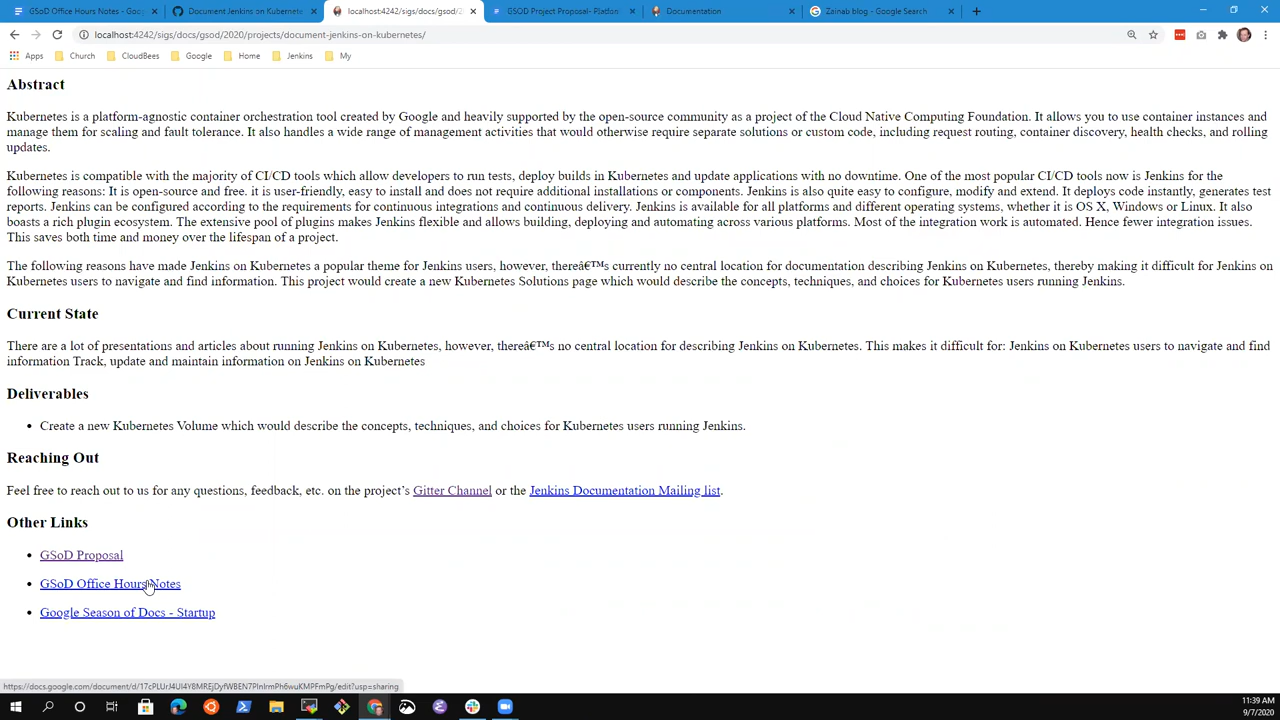 GSoD Office Hours Notes - Goog
Document Jenkins on Kubernete
localhost:4242/sigs/docs/gsod/2
GSOD Project Proposal- Platfor
Documentation
Zainab blog - Google Search
localhost:4242/sigs/docs/gsod/2020/projects/document-jenkins-on-kubernetes/
Apps Church CloudBees Google Home Jenkins My
Abstract
Kubernetes is a platform-agnostic container orchestration tool created by Google and heavily supported by the open-source community as a project of the Cloud Native Computing Foundation. It allows you to use container instances and
manage them for scaling and fault tolerance. It also handles a wide range of management activities that would otherwise require separate solutions or custom code, including request routing, container discovery, health checks, and rolling
updates.
Kubernetes is compatible with the majority of CI/CD tools which allow developers to run tests, deploy builds in Kubernetes and update applications with no downtime. One of the most popular CI/CD tools now is Jenkins for the
following reasons: It is open-source and free. it is user-friendly, easy to install and does not require additional installations or components. Jenkins is also quite easy to configure, modify and extend. It deploys code instantly, generates test
reports. Jenkins can be configured according to the requirements for continuous integrations and continuous delivery. Jenkins is available for all platforms and different operating systems, whether it is OS X, Windows or Linux. It also
boasts a rich plugin ecosystem. The extensive pool of plugins makes Jenkins flexible and allows building, deploying and automating across various platforms. Most of the integration work is automated. Hence fewer integration issues.
This saves both time and money over the lifespan of a project.
The following reasons have made Jenkins on Kubernetes a popular theme for Jenkins users, however, thereâ€™s currently no central location for documentation describing Jenkins on Kubernetes, thereby making it difficult for Jenkins on
Kubernetes users to navigate and find information. This project would create a new Kubernetes Solutions page which would describe the concepts, techniques, and choices for Kubernetes users running Jenkins.
Current State
There are a lot of presentations and articles about running Jenkins on Kubernetes, however, thereâ€™s no central location for describing Jenkins on Kubernetes. This makes it difficult for: Jenkins on Kubernetes users to navigate and find
information Track, update and maintain information on Jenkins on Kubernetes
Deliverables
• Create a new Kubernetes Volume which would describe the concepts, techniques, and choices for Kubernetes users running Jenkins.
Reaching Out
Feel free to reach out to us for any questions, feedback, etc. on the project’s Gitter Channel or the Jenkins Documentation Mailing list.
Other Links
• GSoD Proposal
• GSoD Office Hours Notes
• Google Season of Docs - Startup
11:39 AM
9/7/2020